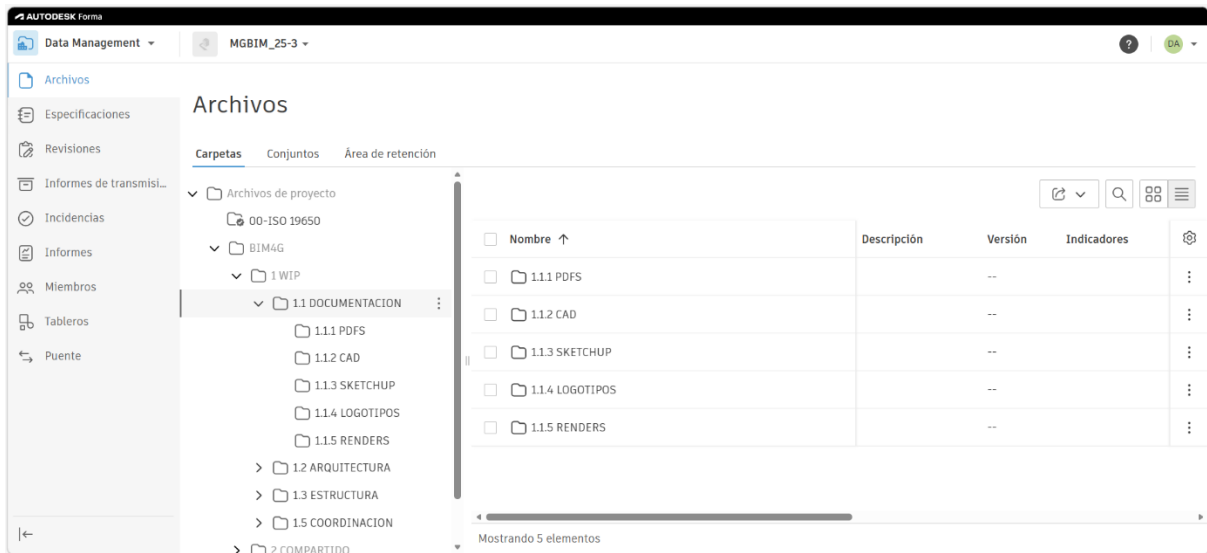 AUTODESK Forma
Data Management
MGBIM_25-3
?
DA
Archivos
Especificaciones
Revisiones
Informes de transmisi...
Incidencias
Informes
Miembros
Tableros
Puente
Archivos
Carpetas Conjuntos Área de retención
Archivos de proyecto
00-ISO 19650
BIM4G
1 WIP
1.1 DOCUMENTACION
1.1.1 PDFS
1.1.2 CAD
1.1.3 SKETCHUP
1.1.4 LOGOTIPOS
1.1.5 RENDERS
1.2 ARQUITECTURA
1.3 ESTRUCTURA
1.5 COORDINACION
2 COMPARTIDO
Nombre Descripción Versión Indicadores
1.1.1 PDFS --
1.1.2 CAD --
1.1.3 SKETCHUP --
1.1.4 LOGOTIPOS --
1.1.5 RENDERS --
Mostrando 5 elementos